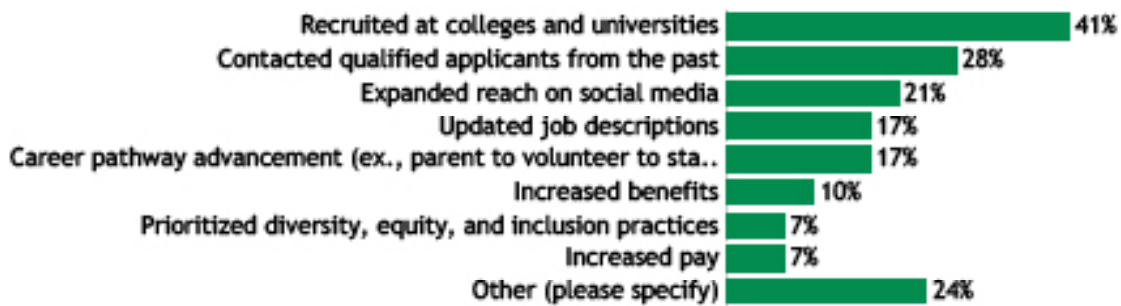 Recruited at colleges and universities 41%
Contacted qualified applicants from the past 28%
Expanded reach on social media 21%
Updated job descriptions 17%
Career pathway advancement (ex., parent to volunteer to sta.. 17%
Increased benefits 10%
Prioritized diversity, equity, and inclusion practices 7%
Increased pay 7%
Other (please specify) 24%